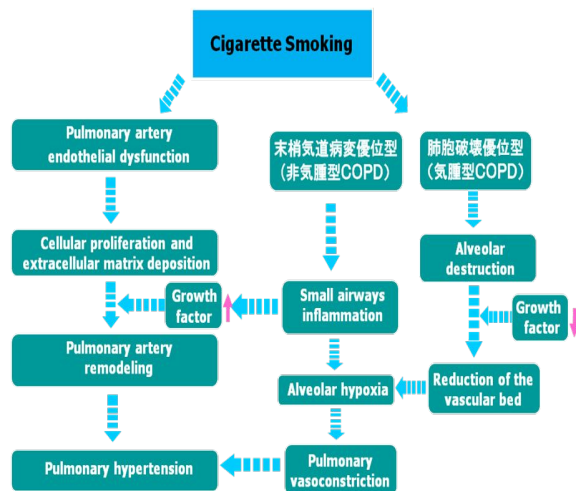 Cigarette Smoking
Pulmonary artery
endothelial dysfunction
末梢気道病変優位型
(非気腫型COPD)
肺胞破壊優位型
(気腫型COPD)
Cellular proliferation and
extracellular matrix deposition
Alveolar
destruction
Growth
factor
Small airways
inflammation
Growth
factor
Pulmonary artery
remodeling
Alveolar hypoxia
Reduction of the
vascular bed
Pulmonary hypertension
Pulmonary
vasoconstriction